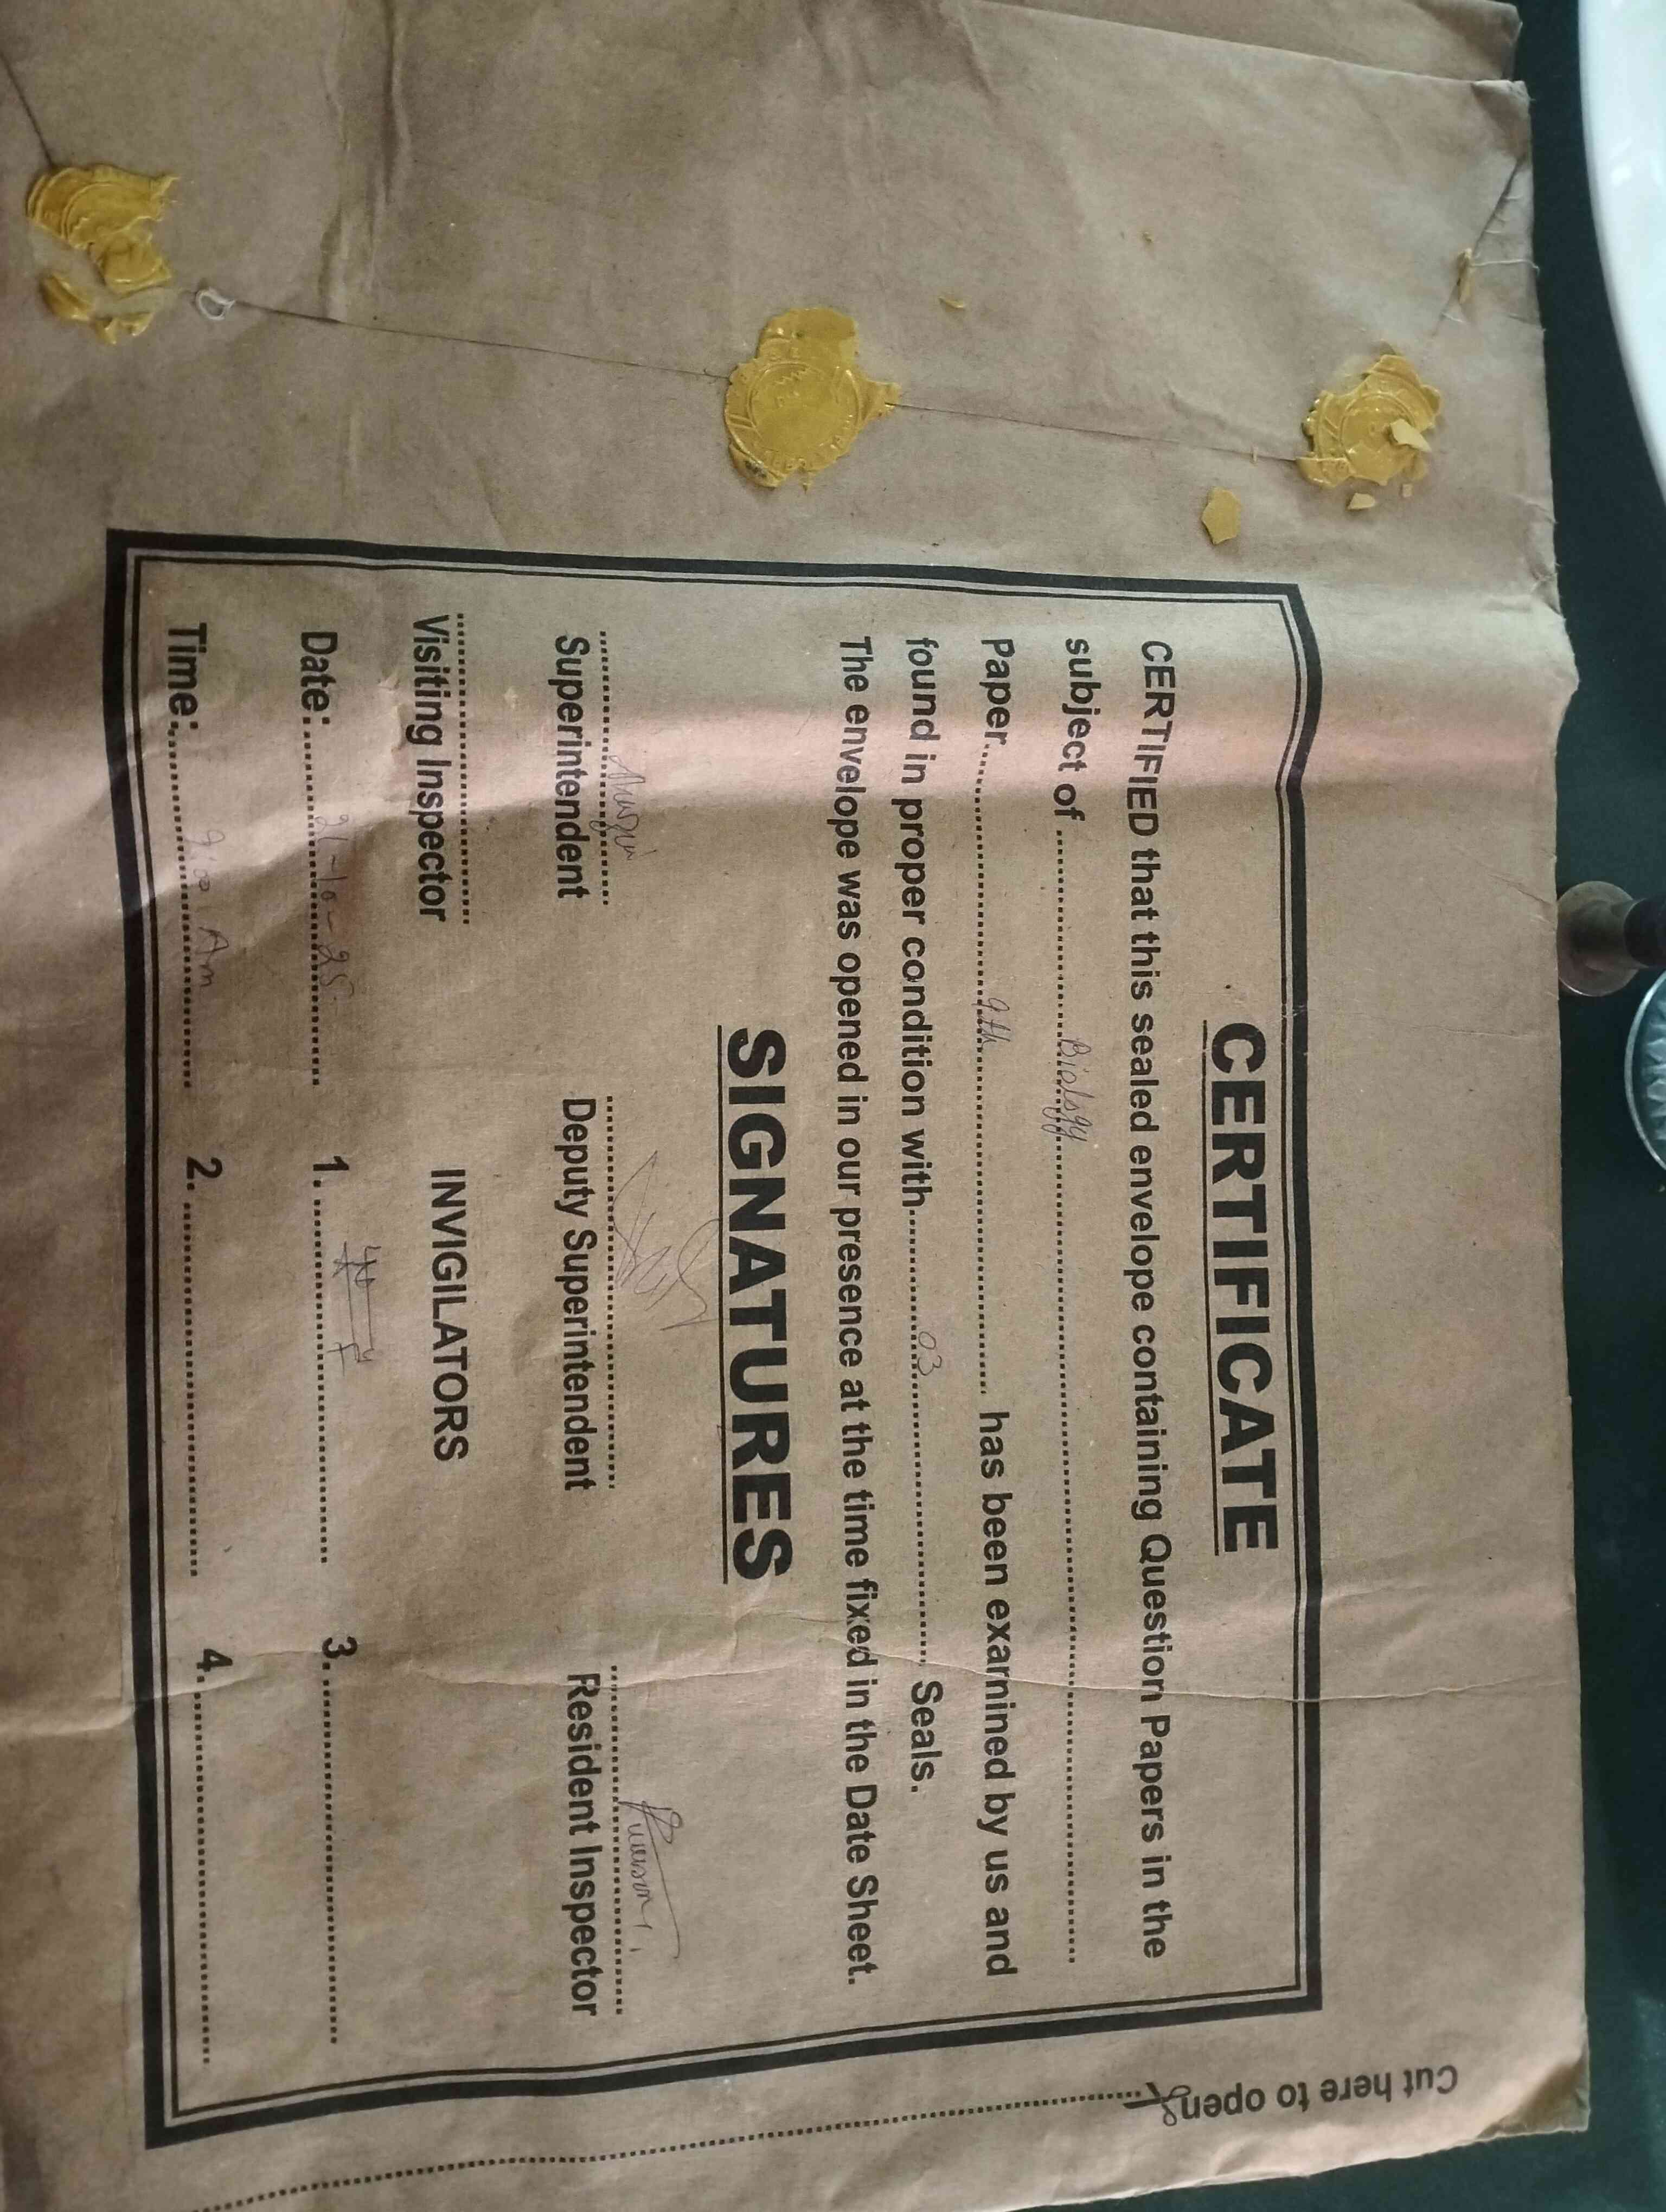 CERTIFICATE
CERTIFIED that this sealed envelope containing Question Papers in the
subject of ........ Biology ........
Paper ........ 9th ........ has been examined by us and
found in proper condition with ........ 03 ........ Seals.
The envelope was opened in our presence at the time fixed in the Date Sheet.
SIGNATURES
Superintendent Deputy Superintendent Resident Inspector
Visiting Inspector INVIGILATORS
Date: 21-10-25 1. 3.
Time: 9:00 Am 2. 4.
Cut here to open